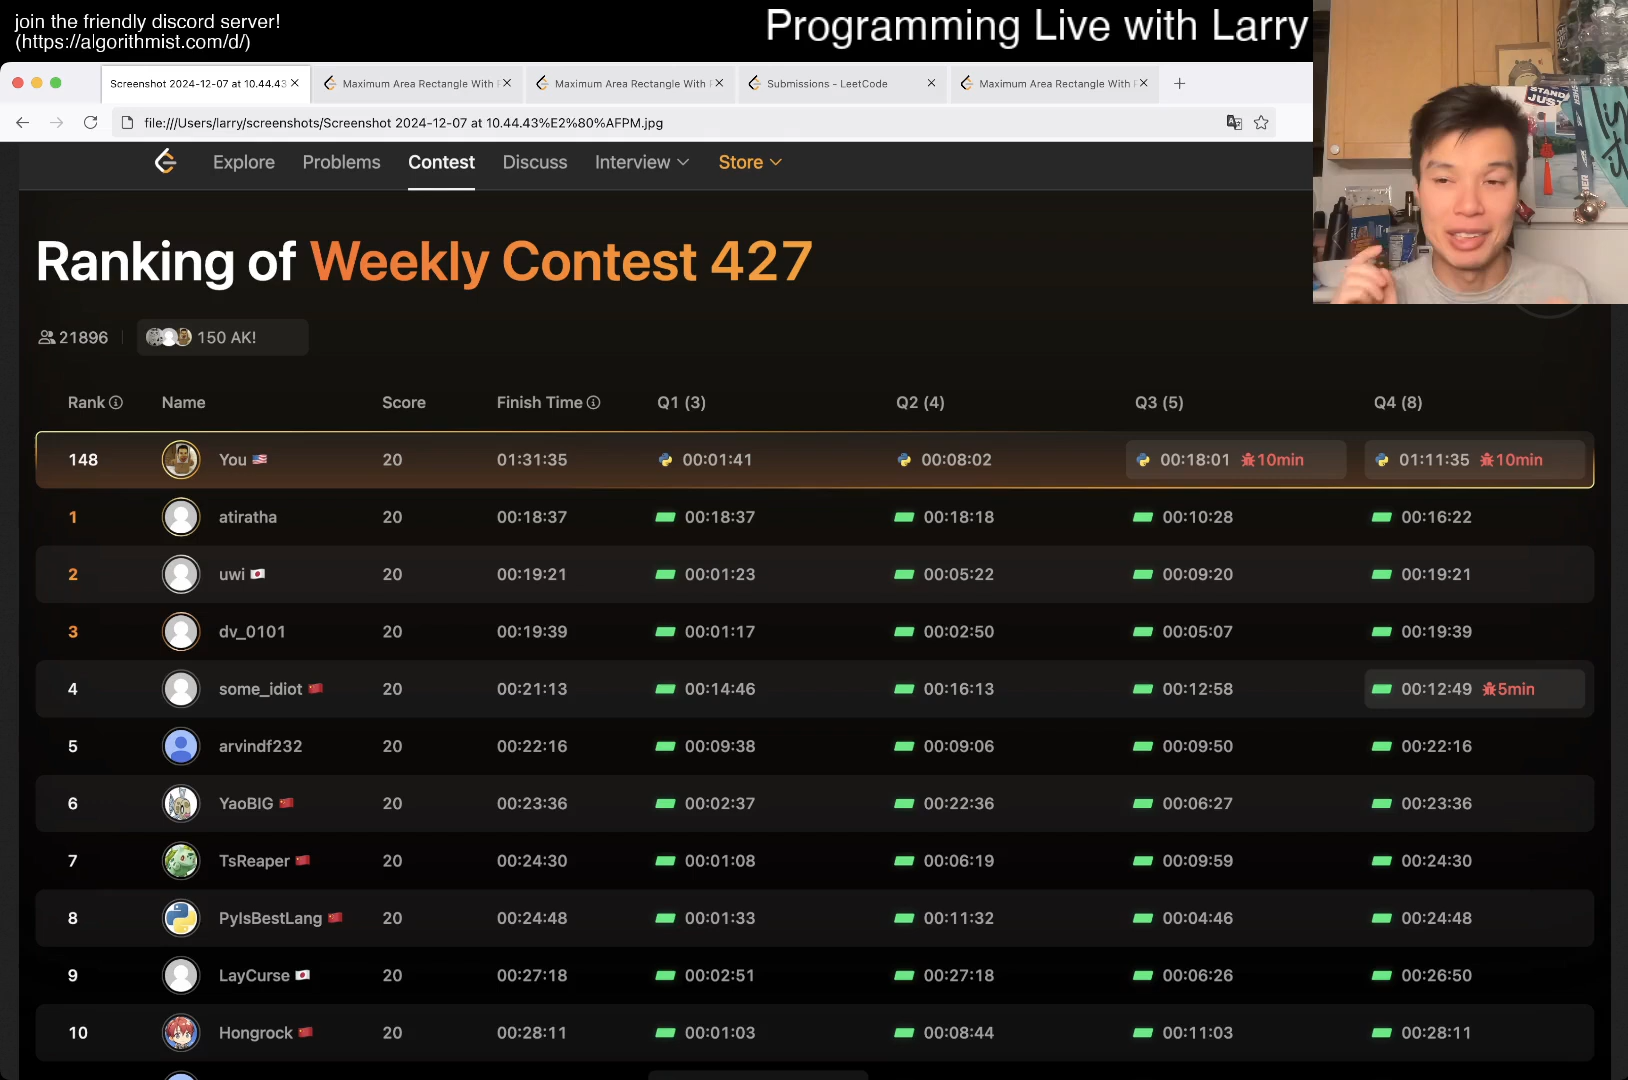 join the friendly discord server!
(https://algorithmist.com/d/)
Programming Live with Larry
Screenshot 2024-12-07 at 10.44.43
Maximum Area Rectangle With
Maximum Area Rectangle With
Submissions - LeetCode
Maximum Area Rectangle With
file:///Users/larry/screenshots/Screenshot 2024-12-07 at 10.44.43%E2%80%AFPM.jpg
Explore Problems Contest Discuss Interview Store
Ranking of Weekly Contest 427
21896 150 AK!
Rank Name Score Finish Time Q1 (3) Q2 (4) Q3 (5) Q4 (8)
148 You 20 01:31:35 00:01:41 00:08:02 00:18:01 10min 01:11:35 10min
1 atiratha 20 00:18:37 00:18:37 00:18:18 00:10:28 00:16:22
2 uwi 20 00:19:21 00:01:23 00:05:22 00:09:20 00:19:21
3 dv_0101 20 00:19:39 00:01:17 00:02:50 00:05:07 00:19:39
4 some_idiot 20 00:21:13 00:14:46 00:16:13 00:12:58 00:12:49 5min
5 arvindf232 20 00:22:16 00:09:38 00:09:06 00:09:50 00:22:16
6 YaoBIG 20 00:23:36 00:02:37 00:22:36 00:06:27 00:23:36
7 TsReaper 20 00:24:30 00:01:08 00:06:19 00:09:59 00:24:30
8 PyIsBestLang 20 00:24:48 00:01:33 00:11:32 00:04:46 00:24:48
9 LayCurse 20 00:27:18 00:02:51 00:27:18 00:06:26 00:26:50
10 Hongrock 20 00:28:11 00:01:03 00:08:44 00:11:03 00:28:11